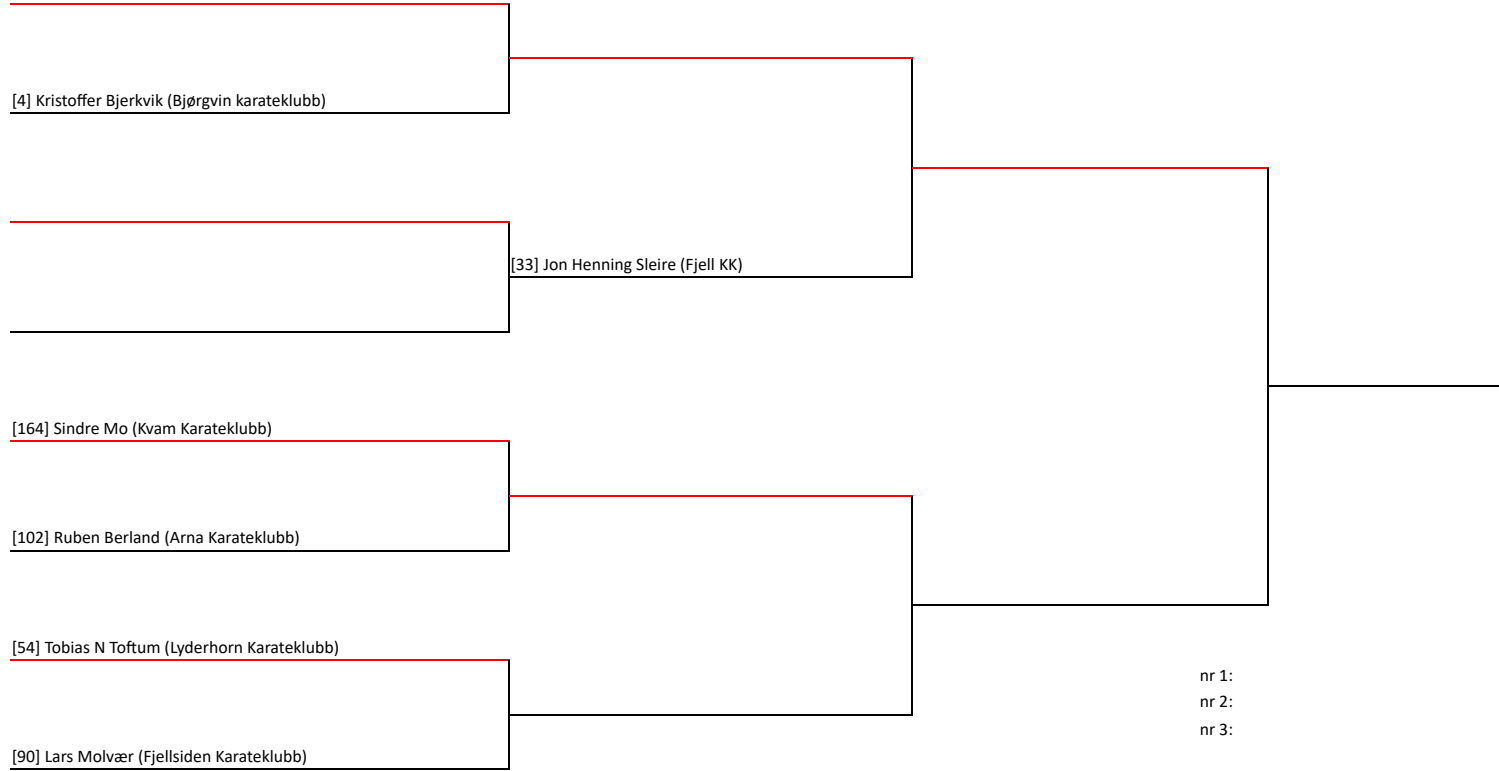 [4] Kristoffer Bjerkvik (Bjørgvin karateklubb)
[33] Jon Henning Sleire (Fjell KK)
[164] Sindre Mo (Kvam Karateklubb)
[102] Ruben Berland (Arna Karateklubb)
[54] Tobias N Toftum (Lyderhorn Karateklubb)
[90] Lars Molvær (Fjellsiden Karateklubb)
nr 1:
nr 2:
nr 3: